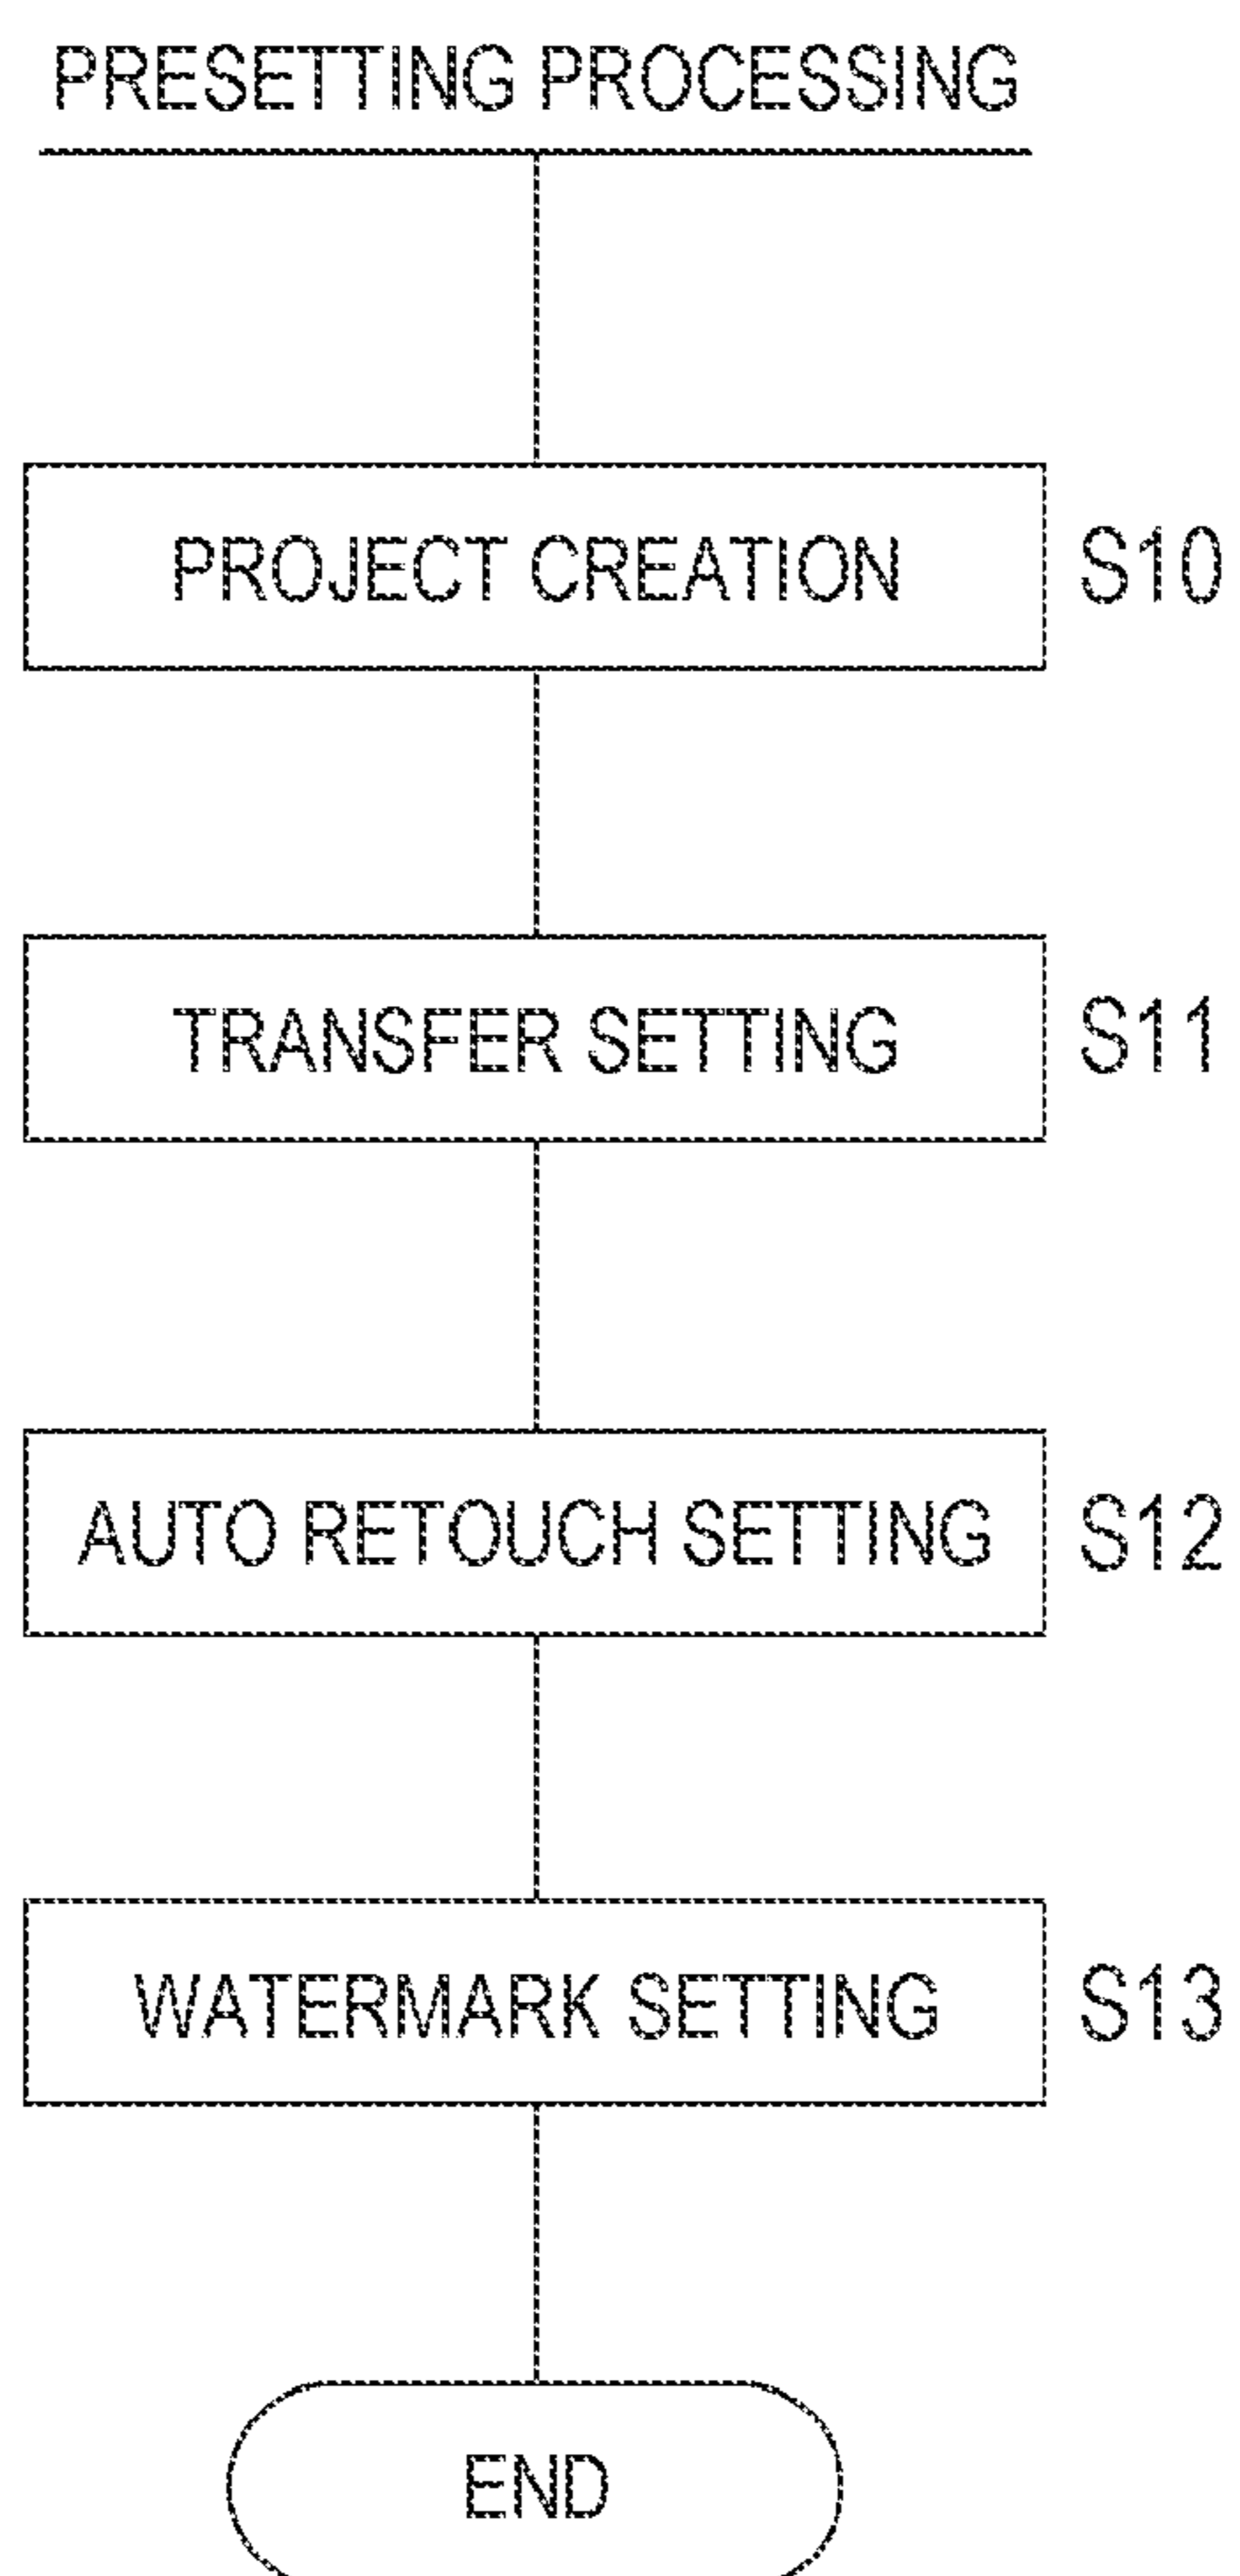 PRESETTING PROCESSING
PROJECT CREATION S10
TRANSFER SETTING S11
AUTO RETOUCH SETTING S12
WATERMARK SETTING S13
END